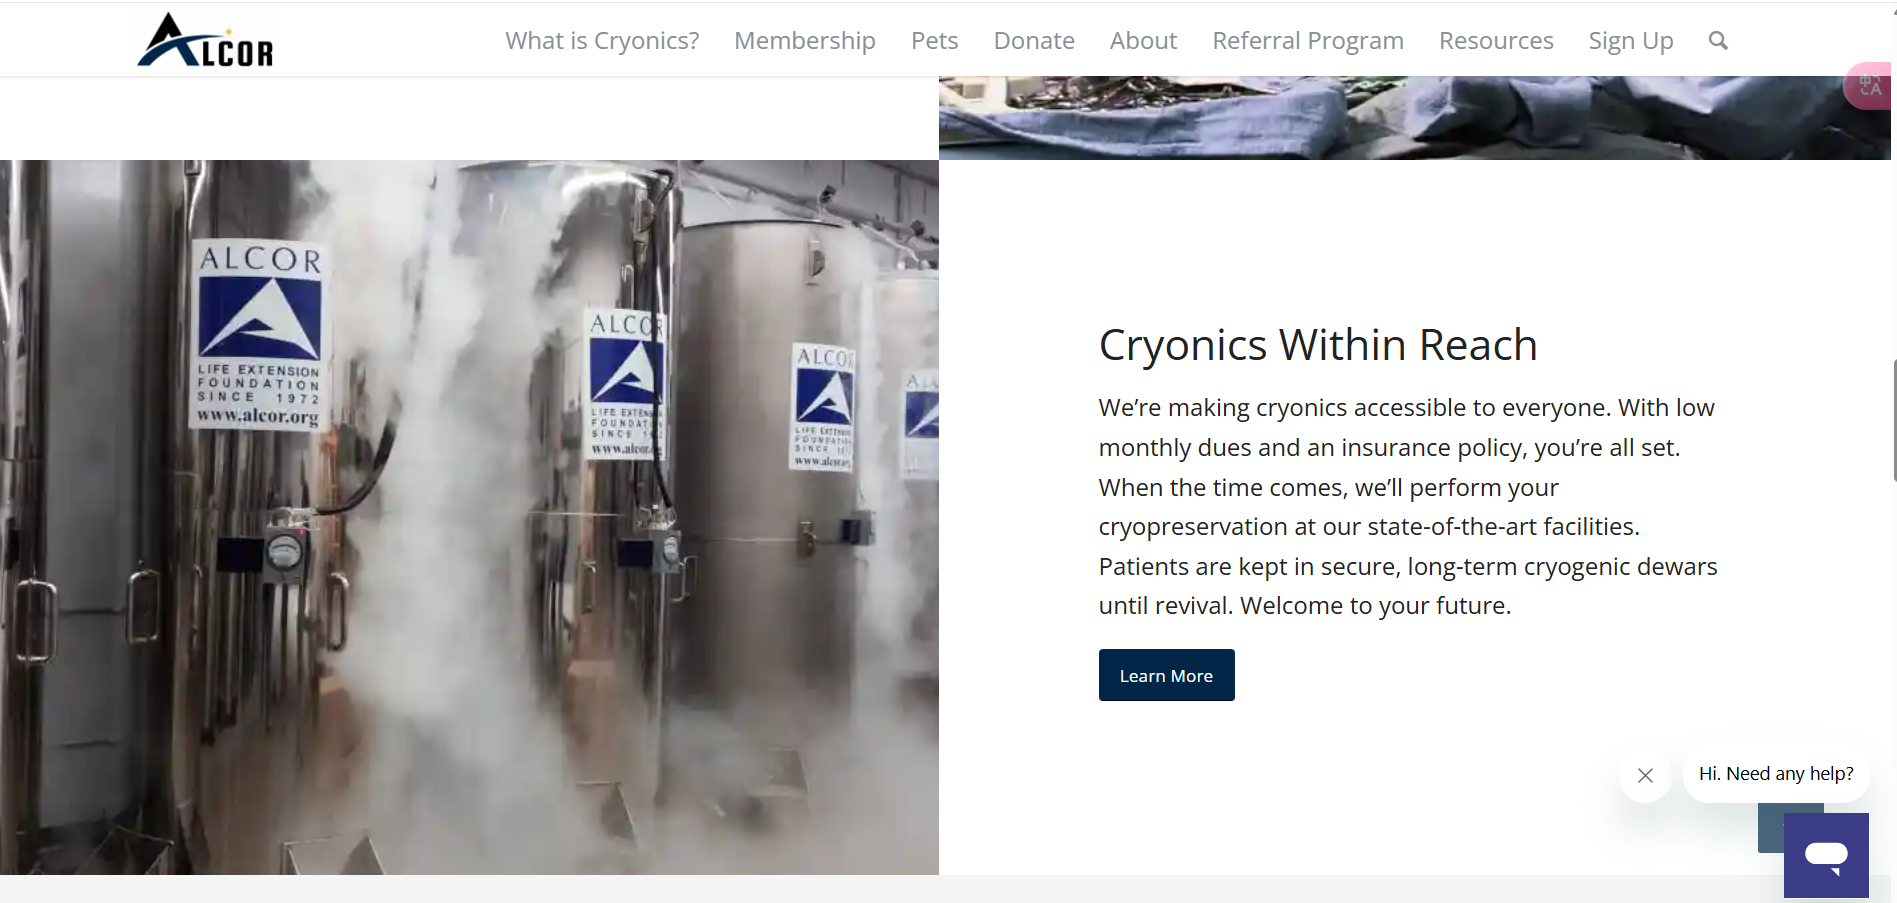 ALCOR
What is Cryonics?
Membership
Pets
Donate
About
Referral Program
Resources
Sign Up
ALCOR
LIFE EXTENSION
FOUNDATION
SINCE 1972
www.alcor.org
ALCOR
LIFE EXTENS
FOUNDAT
SINCE
www.alcor
ALCOR
LIFE
FOUNDATION
SINCE
www.alcor
AL
Cryonics Within Reach
We’re making cryonics accessible to everyone. With low
monthly dues and an insurance policy, you’re all set.
When the time comes, we’ll perform your
cryopreservation at our state-of-the-art facilities.
Patients are kept in secure, long-term cryogenic dewars
until revival. Welcome to your future.
Learn More
Hi. Need any help?